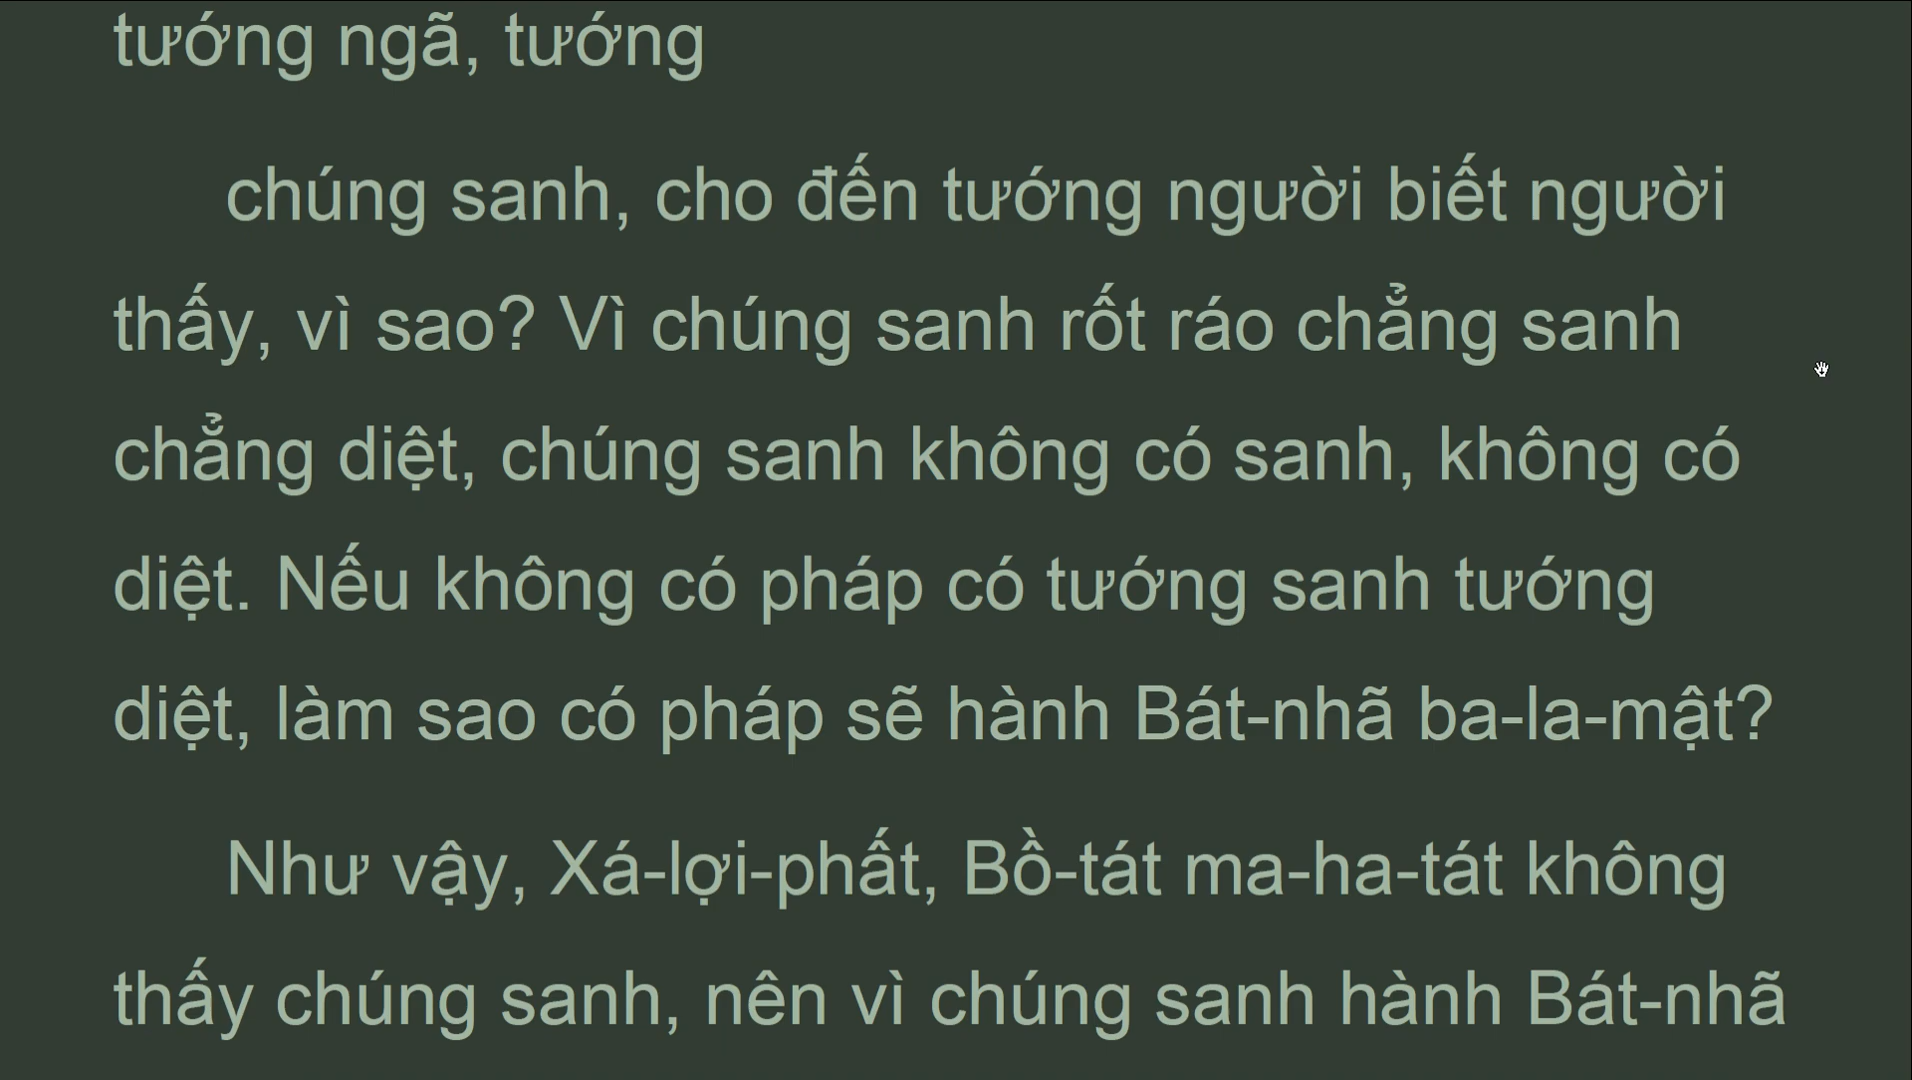 tướng ngã, tướng
chúng sanh, cho đến tướng người biết người
thấy, vì sao? Vì chúng sanh rốt ráo chẳng sanh
chẳng diệt, chúng sanh không có sanh, không có
diệt. Nếu không có pháp có tướng sanh tướng
diệt, làm sao có pháp sẽ hành Bát-nhã ba-la-mật?
Như vậy, Xá-lợi-phất, Bồ-tát ma-ha-tát không
thấy chúng sanh, nên vì chúng sanh hành Bát-nhã